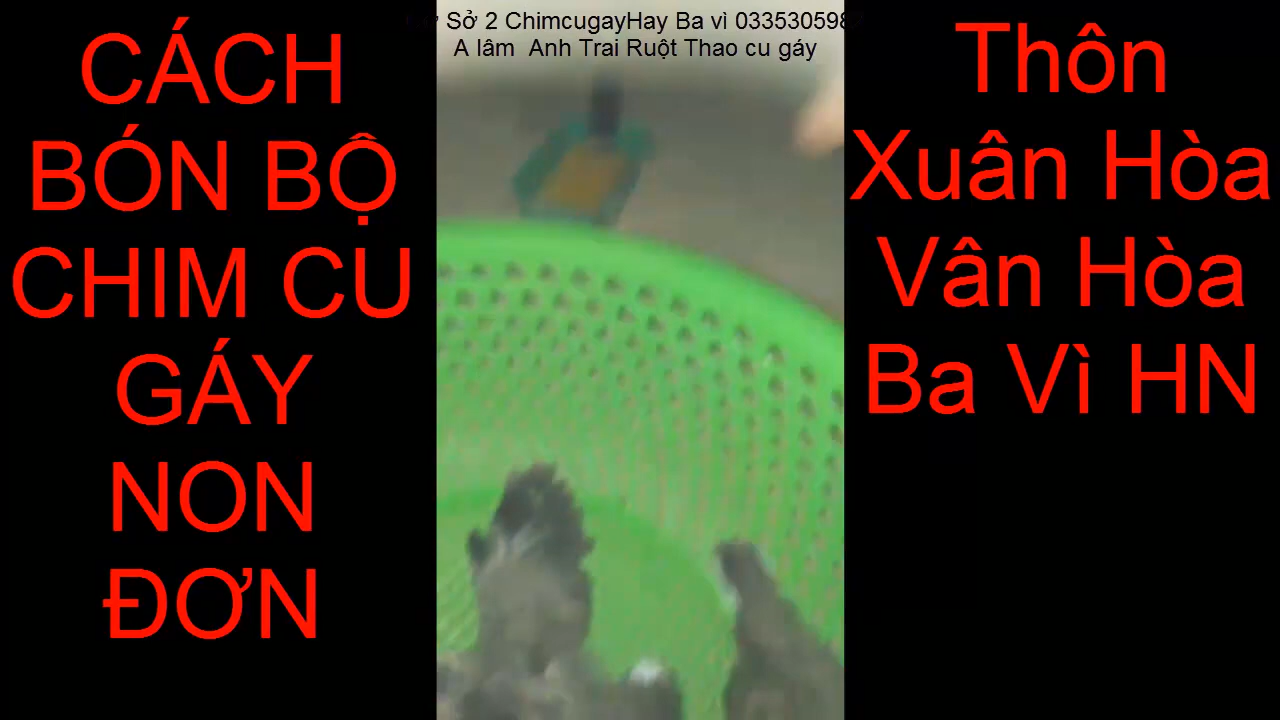 Sở 2 ChimcugayHay Ba vì 033530598
A lâm Anh Trai Ruột Thao cu gáy
CÁCH
BÓN BỘ
CHIM CU
GÁY
NON
ĐƠN
Thôn
Xuân Hòa
Vân Hòa
Ba Vì HN